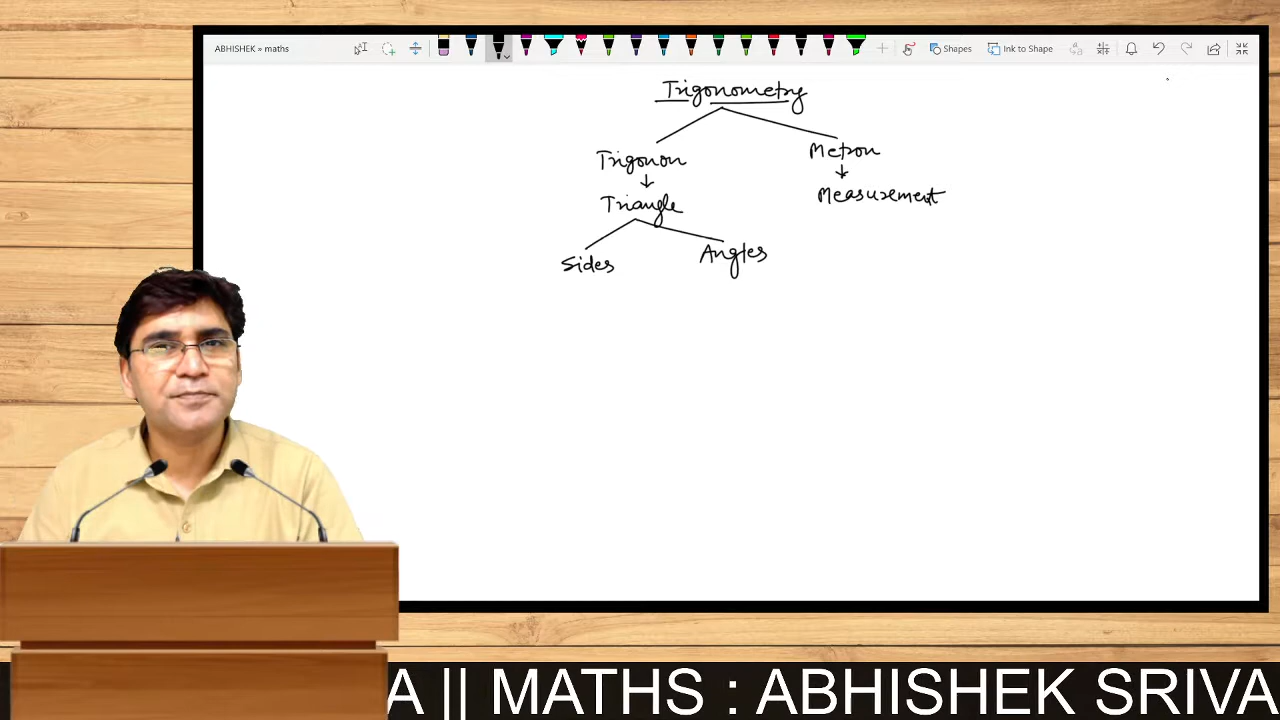 ABHISHEK » maths
Shapes
Ink to Shape
Trigonometry
Trigonon
Metron
Triangle
Measurement
Sides
Angles
A || MATHS : ABHISHEK SRIVA